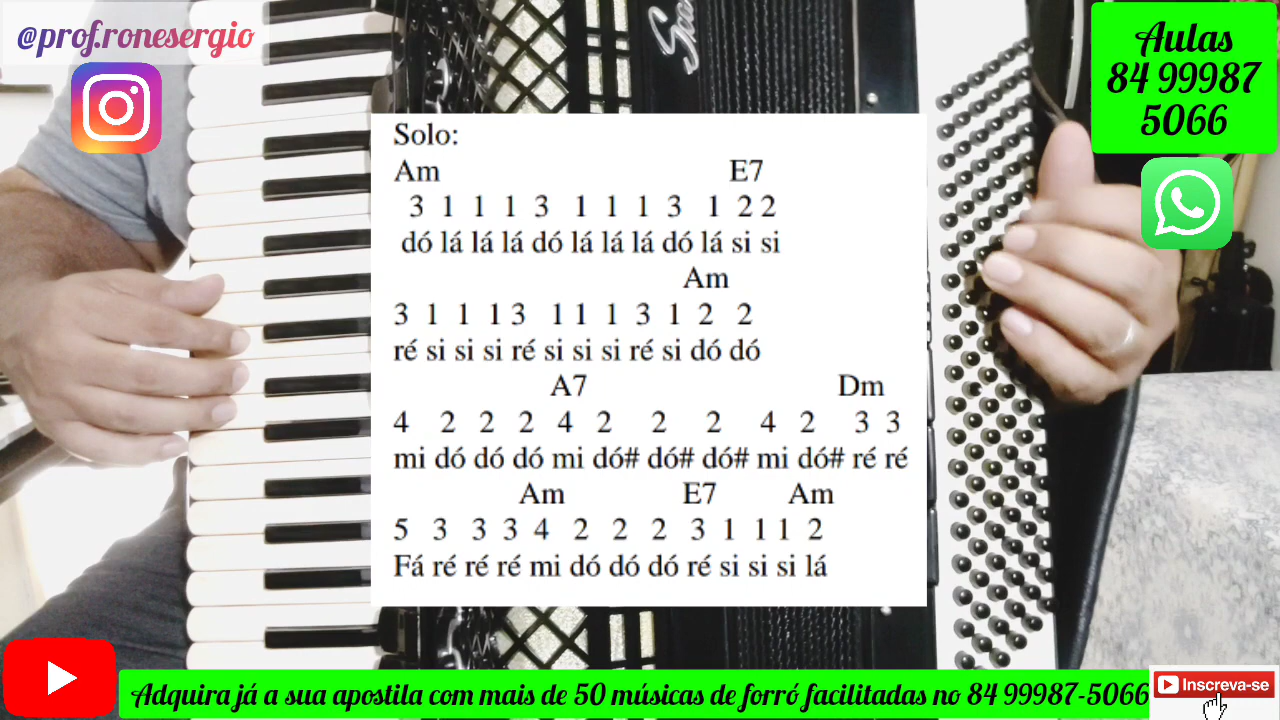 @prof.ronesergio
Aulas
84 99987
5066
Solo:
Am E7
3 1 1 1 3 1 1 1 3 1 2 2
dó lá lá lá dó lá lá lá dó lá si si
Am
3 1 1 1 3 1 1 1 3 1 2 2
ré si si si ré si si si ré si dó dó
A7 Dm
4 2 2 2 4 2 2 2 4 2 3 3
mi dó dó dó mi dó# dó# dó# mi dó# ré ré
Am E7 Am
5 3 3 3 4 2 2 2 3 1 1 1 2
Fá ré ré ré mi dó dó dó ré si si si lá
Adquira já a sua apostila com mais de 50 músicas de forró facilitadas no 84 99987-5066
Inscreva-se